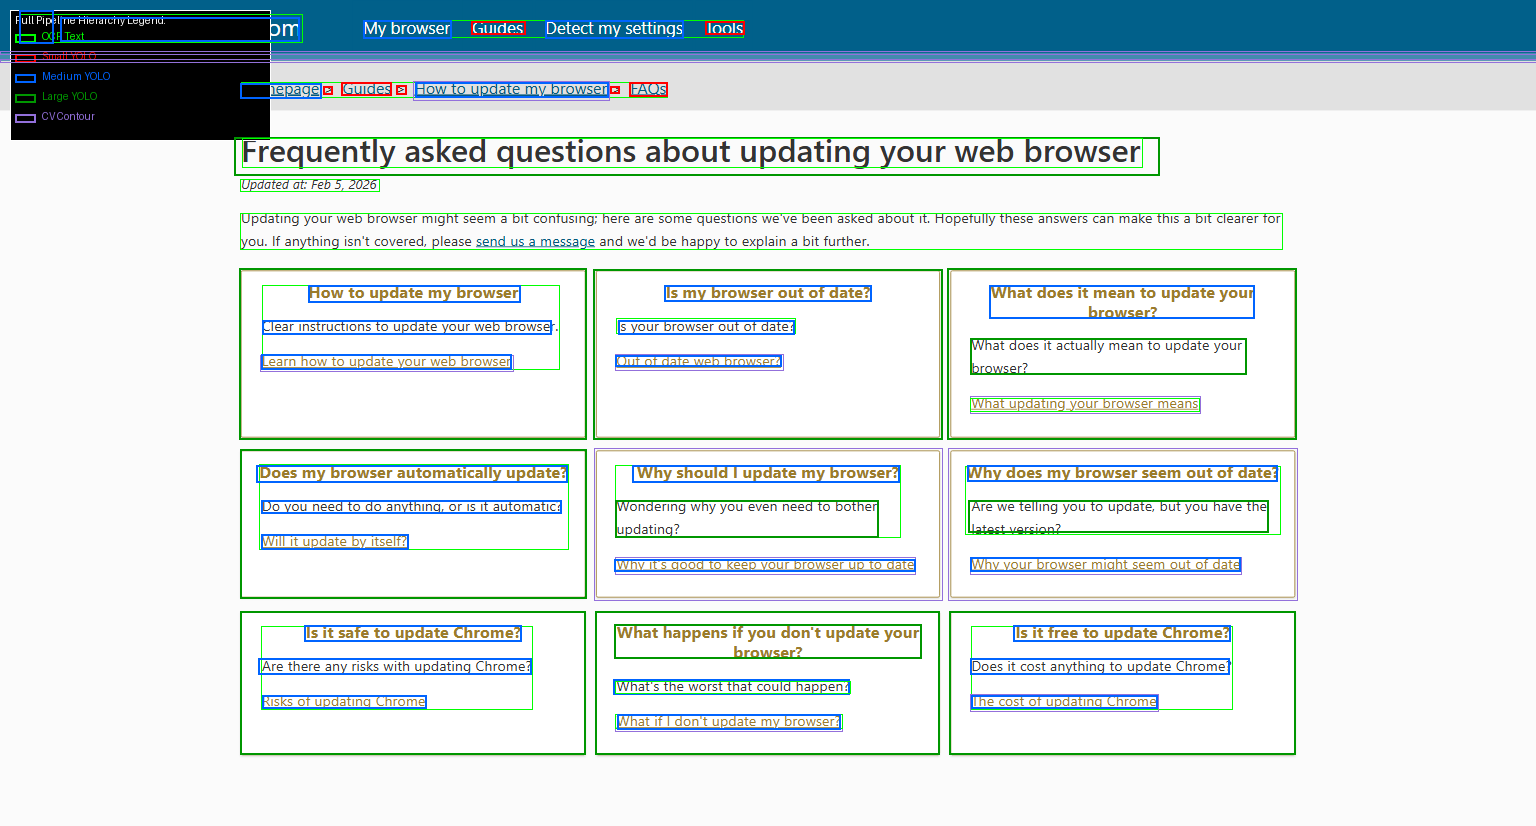 Full Pipeline Hierarchy Legend:
OCR Text
Small YOLO
Medium YOLO
Large YOLO
CV Contour
om
My browser Guides Detect my settings Tools
mepage > Guides > How to update my browser > FAQs
Frequently asked questions about updating your web browser
Updated at: Feb 5, 2026
Updating your web browser might seem a bit confusing; here are some questions we've been asked about it. Hopefully these answers can make this a bit clearer for
you. If anything isn't covered, please send us a message and we'd be happy to explain a bit further.
How to update my browser
Clear instructions to update your web browser.
Learn how to update your web browser
Is my browser out of date?
Is your browser out of date?
Out of date web browser?
What does it mean to update your
browser?
What does it actually mean to update your
browser?
What updating your browser means
Does my browser automatically update?
Do you need to do anything, or is it automatic?
Will it update by itself?
Why should I update my browser?
Wondering why you even need to bother
updating?
Why it's good to keep your browser up to date
Why does my browser seem out of date?
Are we telling you to update, but you have the
latest version?
Why your browser might seem out of date
Is it safe to update Chrome?
Are there any risks with updating Chrome?
Risks of updating Chrome
What happens if you don't update your
browser?
What's the worst that could happen?
What if I don't update my browser?
Is it free to update Chrome?
Does it cost anything to update Chrome?
The cost of updating Chrome